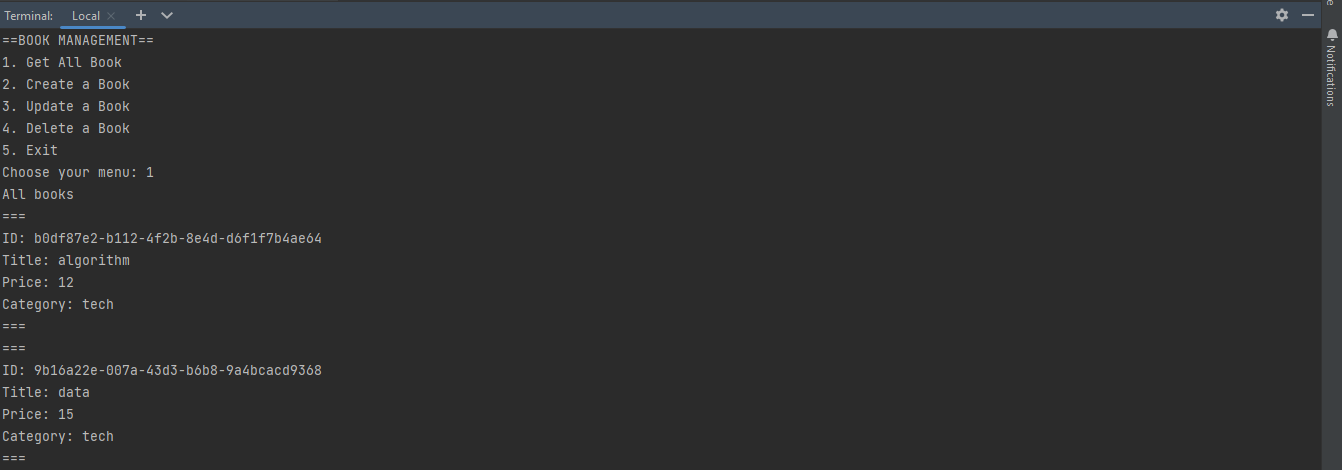 Terminal: Local
==BOOK MANAGEMENT==
1. Get All Book
2. Create a Book
3. Update a Book
4. Delete a Book
5. Exit
Choose your menu: 1
All books
===
ID: b0df87e2-b112-4f2b-8e4d-d6f1f7b4ae64
Title: algorithm
Price: 12
Category: tech
===
===
ID: 9b16a22e-007a-43d3-b6b8-9a4bcacd9368
Title: data
Price: 15
Category: tech
===
Notifications